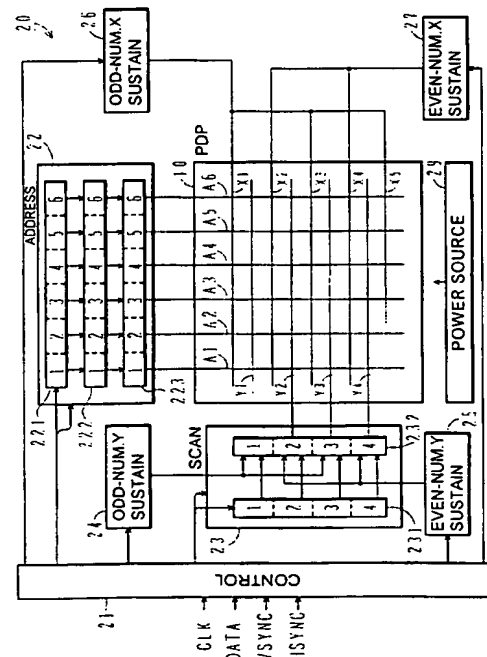 20
ODD-NUM.X
SUSTAIN
26
EVEN-NUM.X
SUSTAIN
27
ADDRESS
22
1 2 3 4 5 6
221
1 2 3 4 5 6
222
1 2 3 4 5 6
223
PDP
10
A1 A2 A3 A4 A5 A6
X1
Y1
X2
Y2
X3
Y3
X4
Y4
X5
POWER SOURCE
29
ODD-NUM.Y
SUSTAIN
24
SCAN
23
1 2 3 4
231
1 2 3 4
232
EVEN-NUM.Y
SUSTAIN
25
CONTROL
21
CLK
DATA
VSYNC
HSYNC